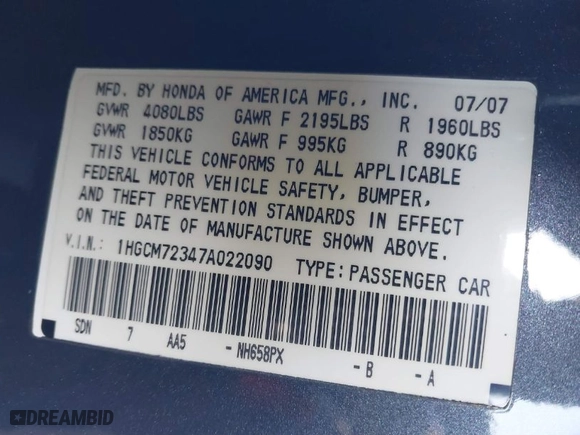 MFD. BY HONDA OF AMERICA MFG., INC. 07/07
GVWR 4080LBS GAWR F 2195LBS R 1960LBS
GVWR 1850KG GAWR F 995KG R 890KG
THIS VEHICLE CONFORMS TO ALL APPLICABLE
FEDERAL MOTOR VEHICLE SAFETY, BUMPER,
AND THEFT PREVENTION STANDARDS IN EFFECT
ON THE DATE OF MANUFACTURE SHOWN ABOVE.
V.I.N.: 1HGCM72347A022090 TYPE: PASSENGER CAR
SDN 7 AA5 - NH658PX - B - A
DREAMBID